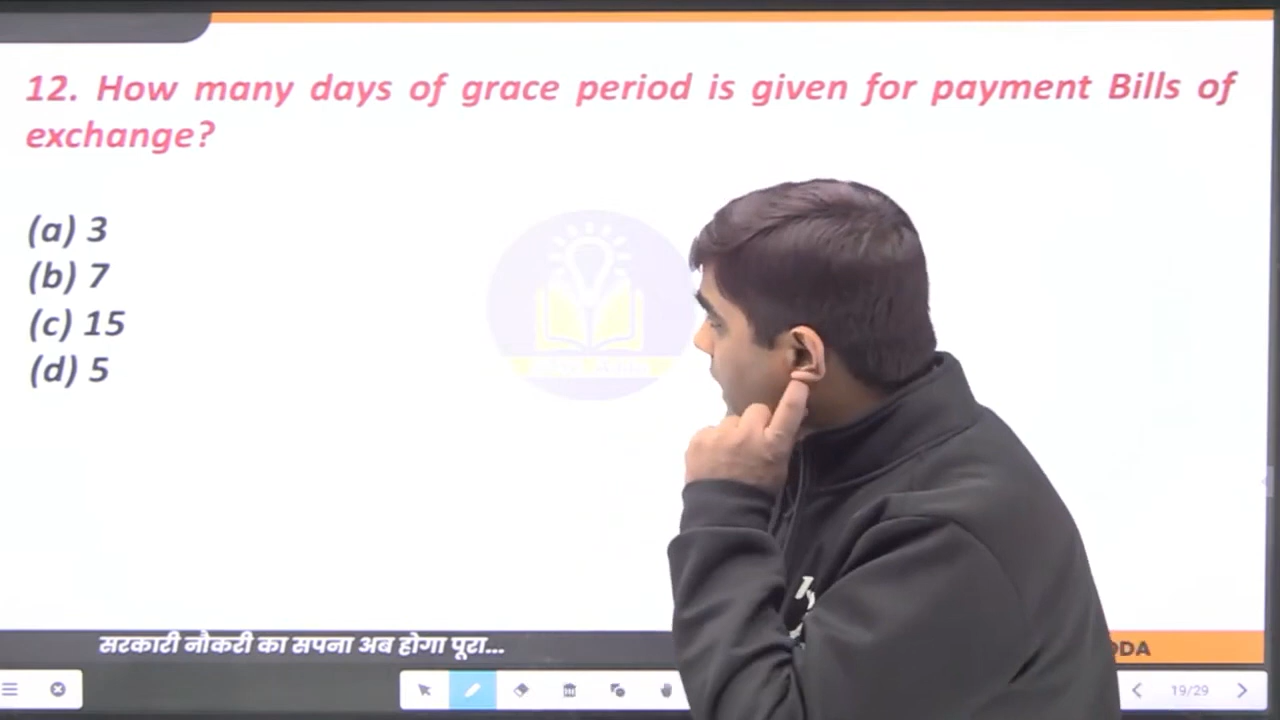 12. How many days of grace period is given for payment Bills of
exchange?
(a) 3
(b) 7
(c) 15
(d) 5
सरकारी नौकरी का सपना अब होगा पूरा...
19/29